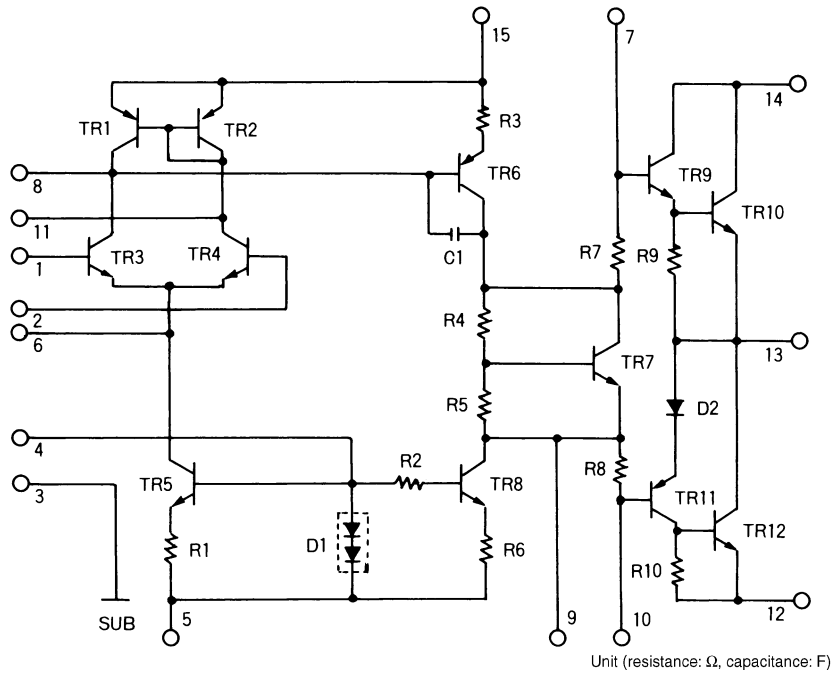 15
7
14
R3
TR1
TR2
TR6
TR9
8
11
TR10
TR3
TR4
C1
R7
R9
1
2
6
R4
13
TR7
R5
D2
4
R2
R8
TR5
TR8
TR11
3
TR12
R1
D1
R6
R10
SUB
5
9
10
12
Unit (resistance: Ω, capacitance: F)